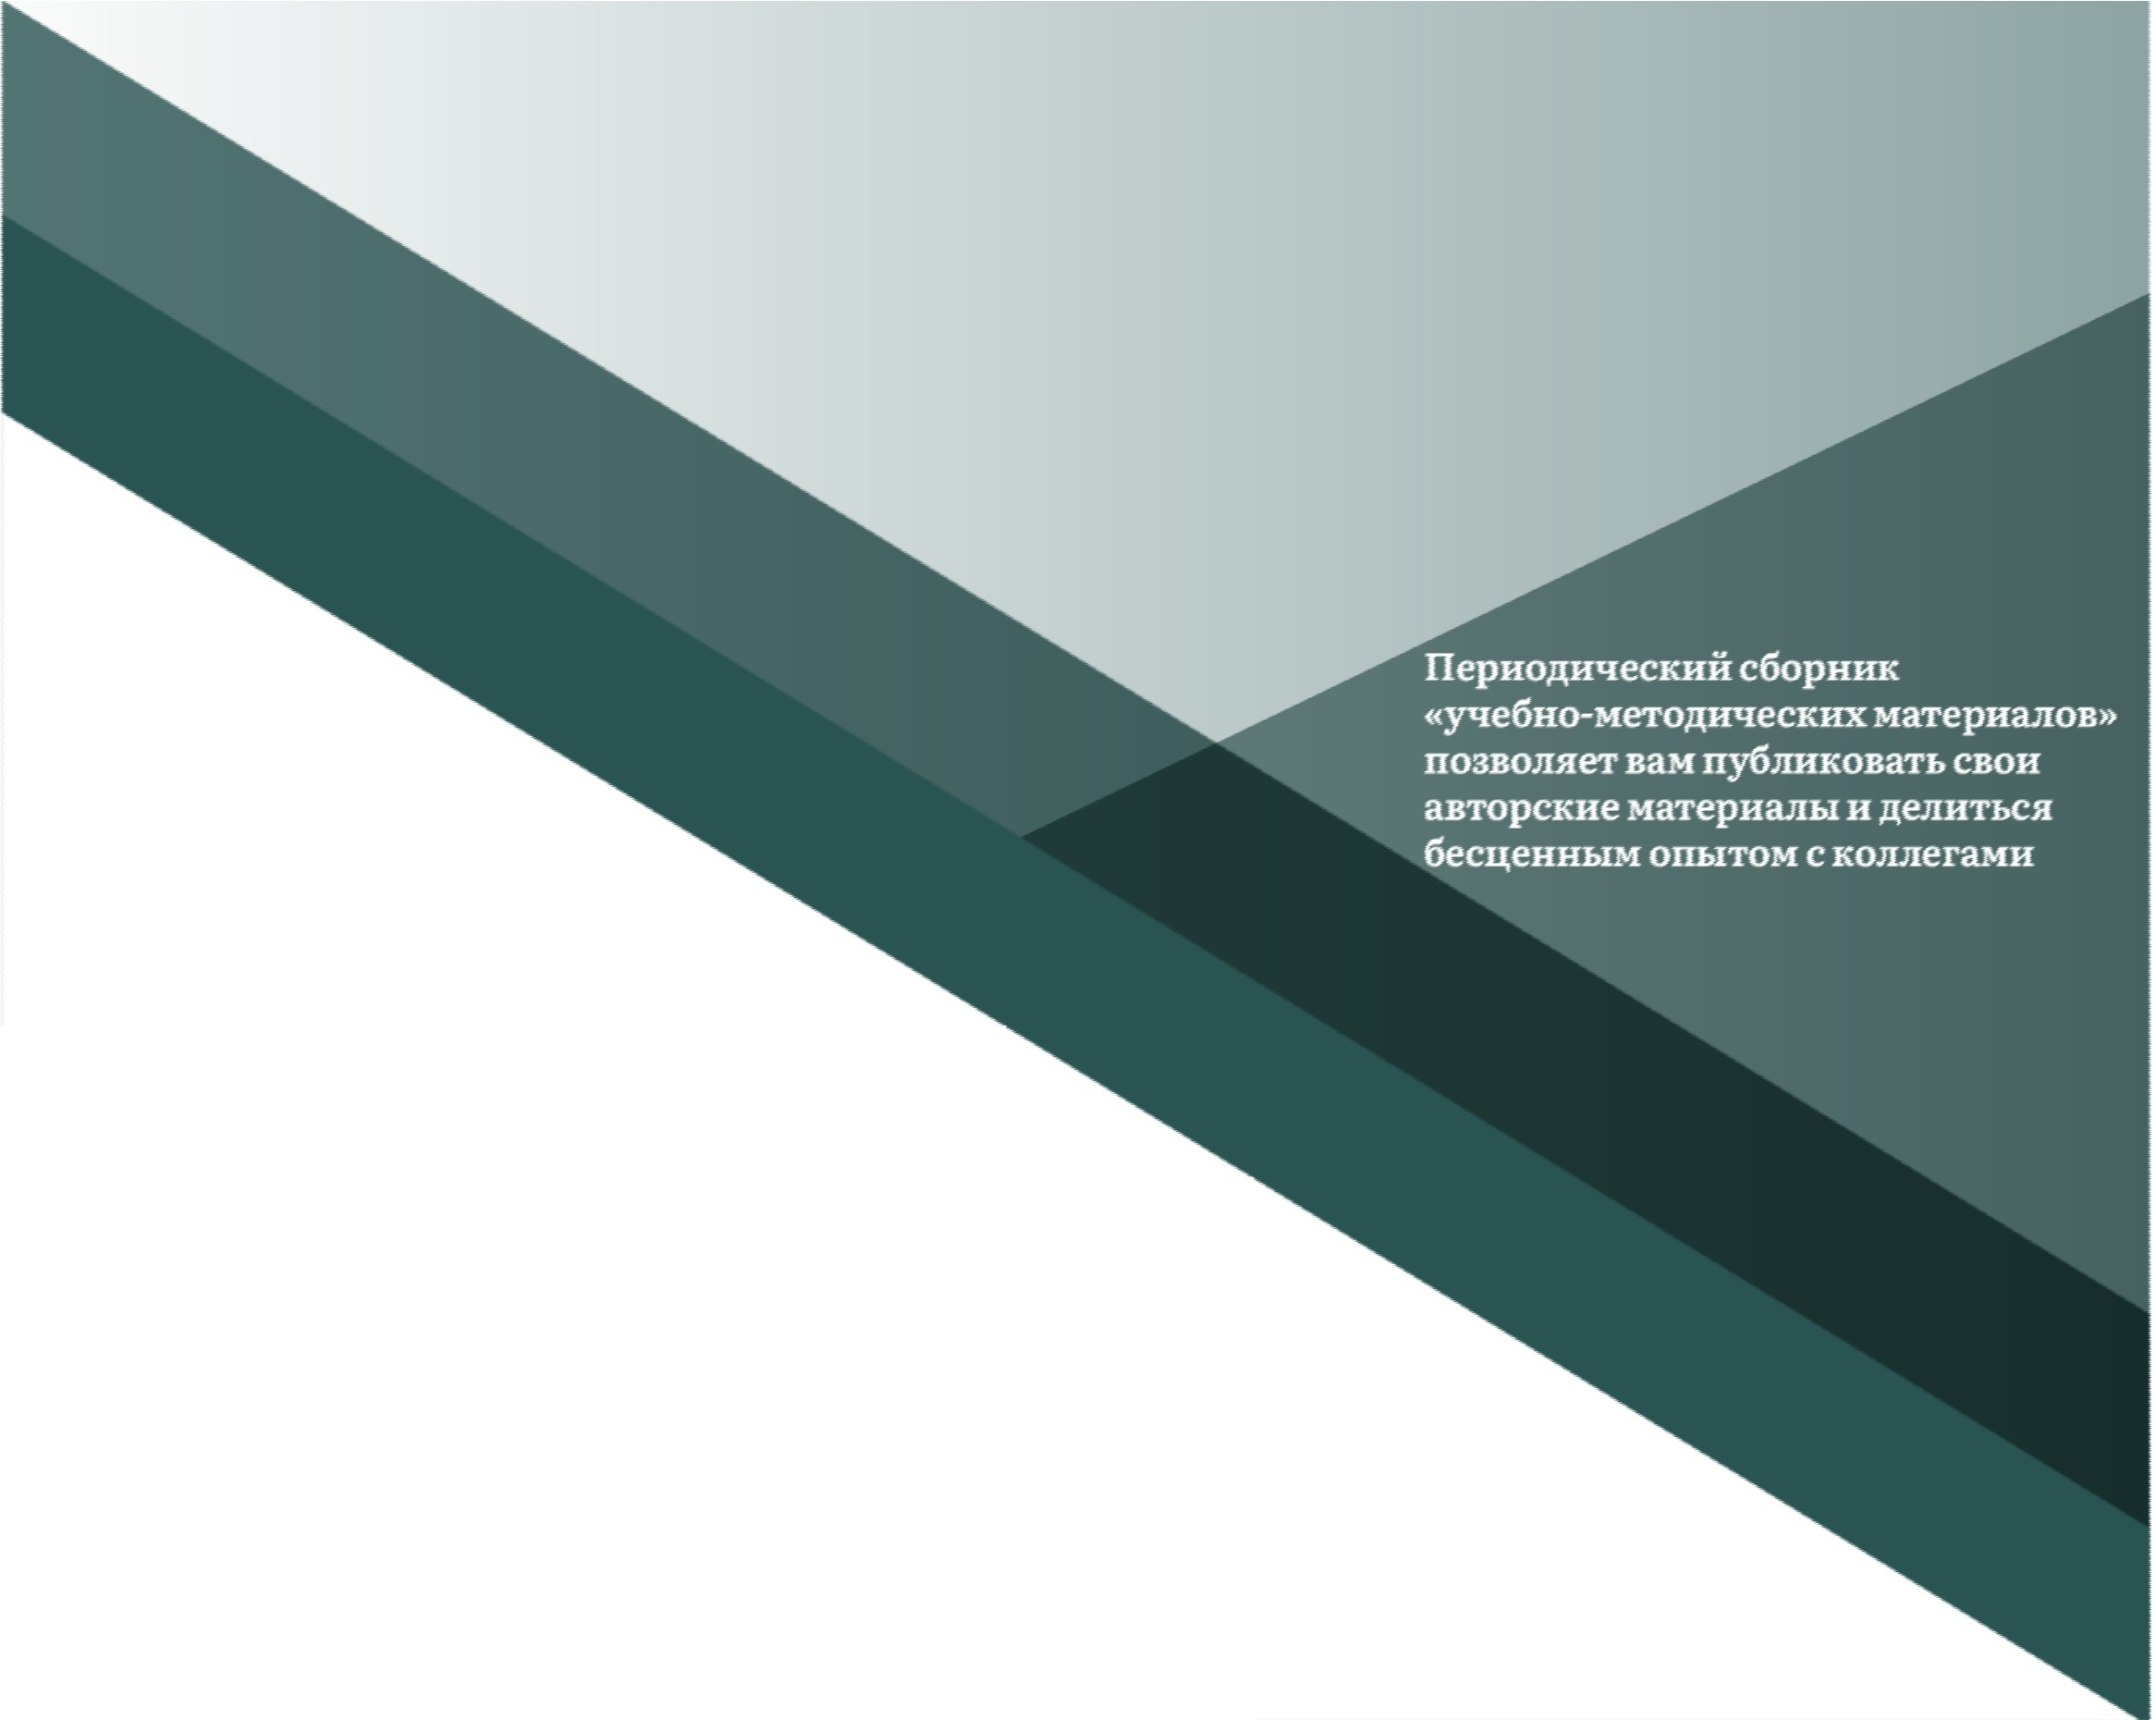 Периодический сборник
«учебно-методических материалов»
позволяет вам публиковать свои
авторские материалы и делиться
бесценным опытом с коллегами